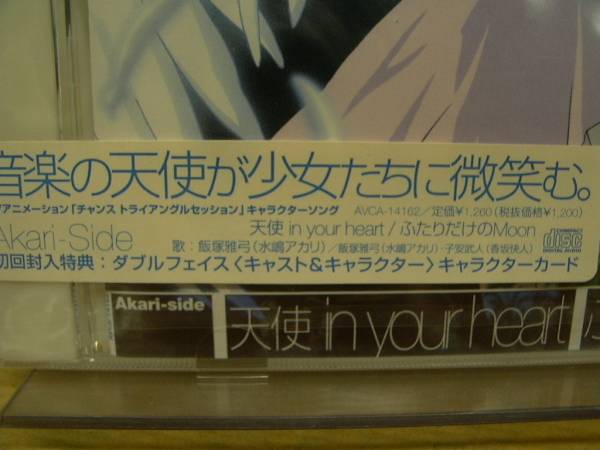 音楽の天使が少女たちに微笑む。
Vアニメーション「チャンス トライアングルセッション」キャラクターソング AVCA-14162／定価¥1,260（税抜価格¥1,200）
Akari-Side 天使 in your heart / ふたりだけのMoon
歌：飯塚雅弓（水嶋アカリ）／飯塚雅弓（水嶋アカリ）・子安武人（香坂快人）
COMPACT disc DIGITAL AUDIO
初回封入特典：ダブルフェイス〈キャスト&キャラクター〉キャラクターカード
Akari-side 天使 in your heart